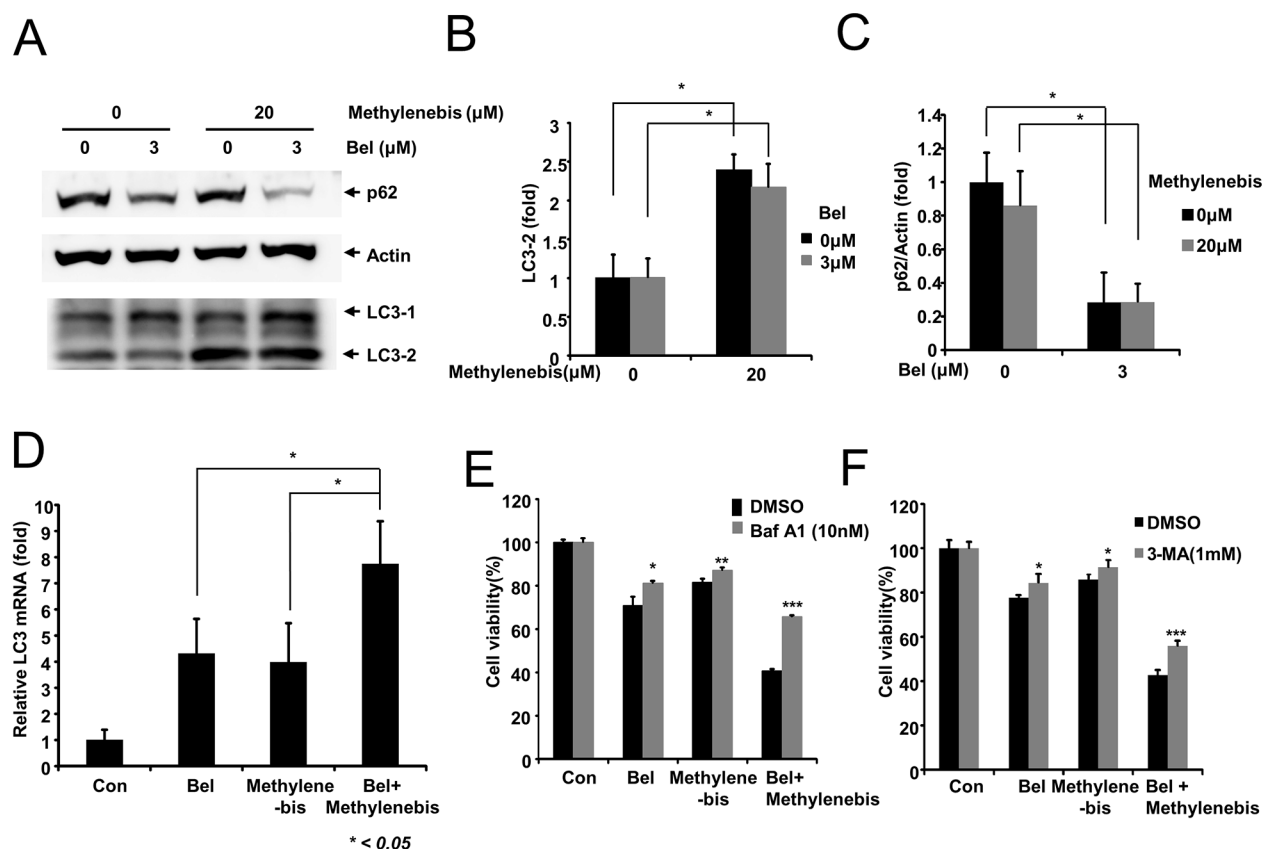 A
0 20 Methylenebis (µM)
0 3 0 3 Bel (µM)
p62
Actin
LC3-1
LC3-2
B
*
*
LC3-2 (fold)
3
2.5
2
1.5
1
0.5
0
Methylenebis(µM) 0 20
Bel
0µM
3µM
C
*
*
p62/Actin (fold)
1.4
1.2
1
0.8
0.6
0.4
0.2
0
Bel (µM) 0 3
Methylenebis
0µM
20µM
D
*
*
Relative LC3 mRNA (fold)
10
9
8
7
6
5
4
3
2
1
0
Con Bel Methylene Bel+
-bis Methylenebis
* < 0.05
E
DMSO
Baf A1 (10nM)
Cell viability(%)
120
100
80
60
40
20
0
* ** ***
Con Bel Methylene Bel+
-bis Methylenebis
F
DMSO
3-MA(1mM)
Cell viability(%)
120
100
80
60
40
20
0
* * ***
Con Bel Methylene Bel +
-bis Methylenebis